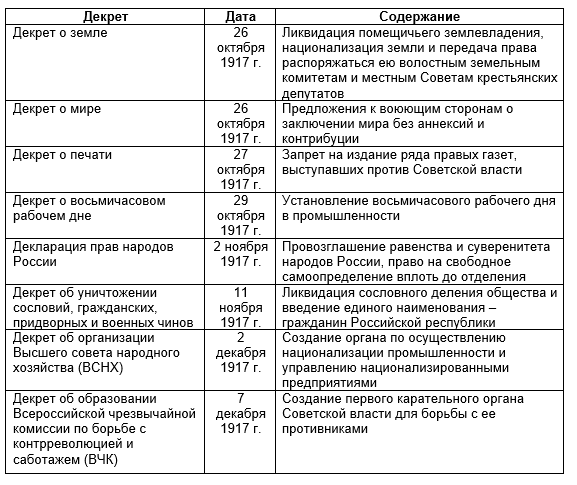 Декрет
Дата
Содержание
Декрет о земле
26
октября
1917 г.
Ликвидация помещичьего землевладения,
национализация земли и передача права
распоряжаться ею волостным земельным
комитетам и местным Советам крестьянских
депутатов
Декрет о мире
26
октября
1917 г.
Предложения к воюющим сторонам о
заключении мира без аннексий и
контрибуции
Декрет о печати
27
октября
1917 г.
Запрет на издание ряда правых газет,
выступавших против Советской власти
Декрет о восьмичасовом
рабочем дне
29
октября
1917 г.
Установление восьмичасового рабочего дня
в промышленности
Декларация прав народов
России
2 ноября
1917 г.
Провозглашение равенства и суверенитета
народов России, право на свободное
самоопределение вплоть до отделения
Декрет об уничтожении
сословий, гражданских,
придворных и военных чинов
11
ноября
1917 г.
Ликвидация сословного деления общества и
введение единого наименования –
гражданин Российской республики
Декрет об организации
Высшего совета народного
хозяйства (ВСНХ)
2
декабря
1917 г.
Создание органа по осуществлению
национализации промышленности и
управлению национализированными
предприятиями
Декрет об образовании
Всероссийской чрезвычайной
комиссии по борьбе с
контрреволюцией и
саботажем (ВЧК)
7
декабря
1917 г.
Создание первого карательного органа
Советской власти для борьбы с ее
противниками